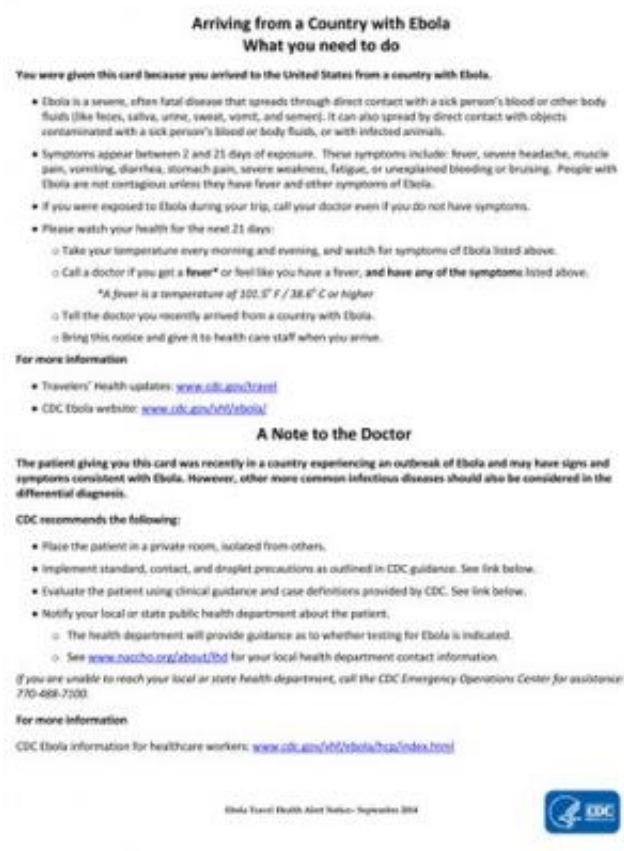 Arriving from a Country with Ebola
What you need to do
You were given this card because you arrived to the United States from a country with Ebola.
• Ebola is a severe, often fatal disease that spreads through direct contact with a sick person's blood or other body
fluids (like feces, saliva, urine, sweat, vomit, and semen). It can also spread by direct contact with objects
contaminated with a sick person's blood or body fluids, or with infected animals.
• Symptoms appear between 2 and 21 days of exposure. These symptoms include: fever, severe headache, muscle
pain, vomiting, diarrhea, stomach pain, severe weakness, fatigue, or unexplained bleeding or bruising. People with
Ebola are not contagious unless they have fever and other symptoms of Ebola.
• If you were exposed to Ebola during your trip, call your doctor even if you do not have symptoms.
• Please watch your health for the next 21 days:
o Take your temperature every morning and evening, and watch for symptoms of Ebola listed above.
o Call a doctor if you get a fever* or feel like you have a fever, and have any of the symptoms listed above.
*A fever is a temperature of 101.5° F / 38.6° C or higher
o Tell the doctor you recently arrived from a country with Ebola.
o Bring this notice and give it to health care staff when you arrive.
For more information
• Travelers' Health updates: www.cdc.gov/travel
• CDC Ebola website: www.cdc.gov/vhf/ebola/
A Note to the Doctor
The patient giving you this card was recently in a country experiencing an outbreak of Ebola and may have signs and
symptoms consistent with Ebola. However, other more common infectious diseases should also be considered in the
differential diagnosis.
CDC recommends the following:
• Place the patient in a private room, isolated from others.
• Implement standard, contact, and droplet precautions as outlined in CDC guidance. See link below.
• Evaluate the patient using clinical guidance and case definitions provided by CDC. See link below.
• Notify your local or state public health department about the patient.
o The health department will provide guidance as to whether testing for Ebola is indicated.
o See www.naccho.org/about/lhd for your local health department contact information.
If you are unable to reach your local or state health department, call the CDC Emergency Operations Center for assistance:
770-488-7100.
For more information
CDC Ebola information for healthcare workers: www.cdc.gov/vhf/ebola/hcp/index.html
Ebola Travel Health Alert Notice- September 2014
CDC